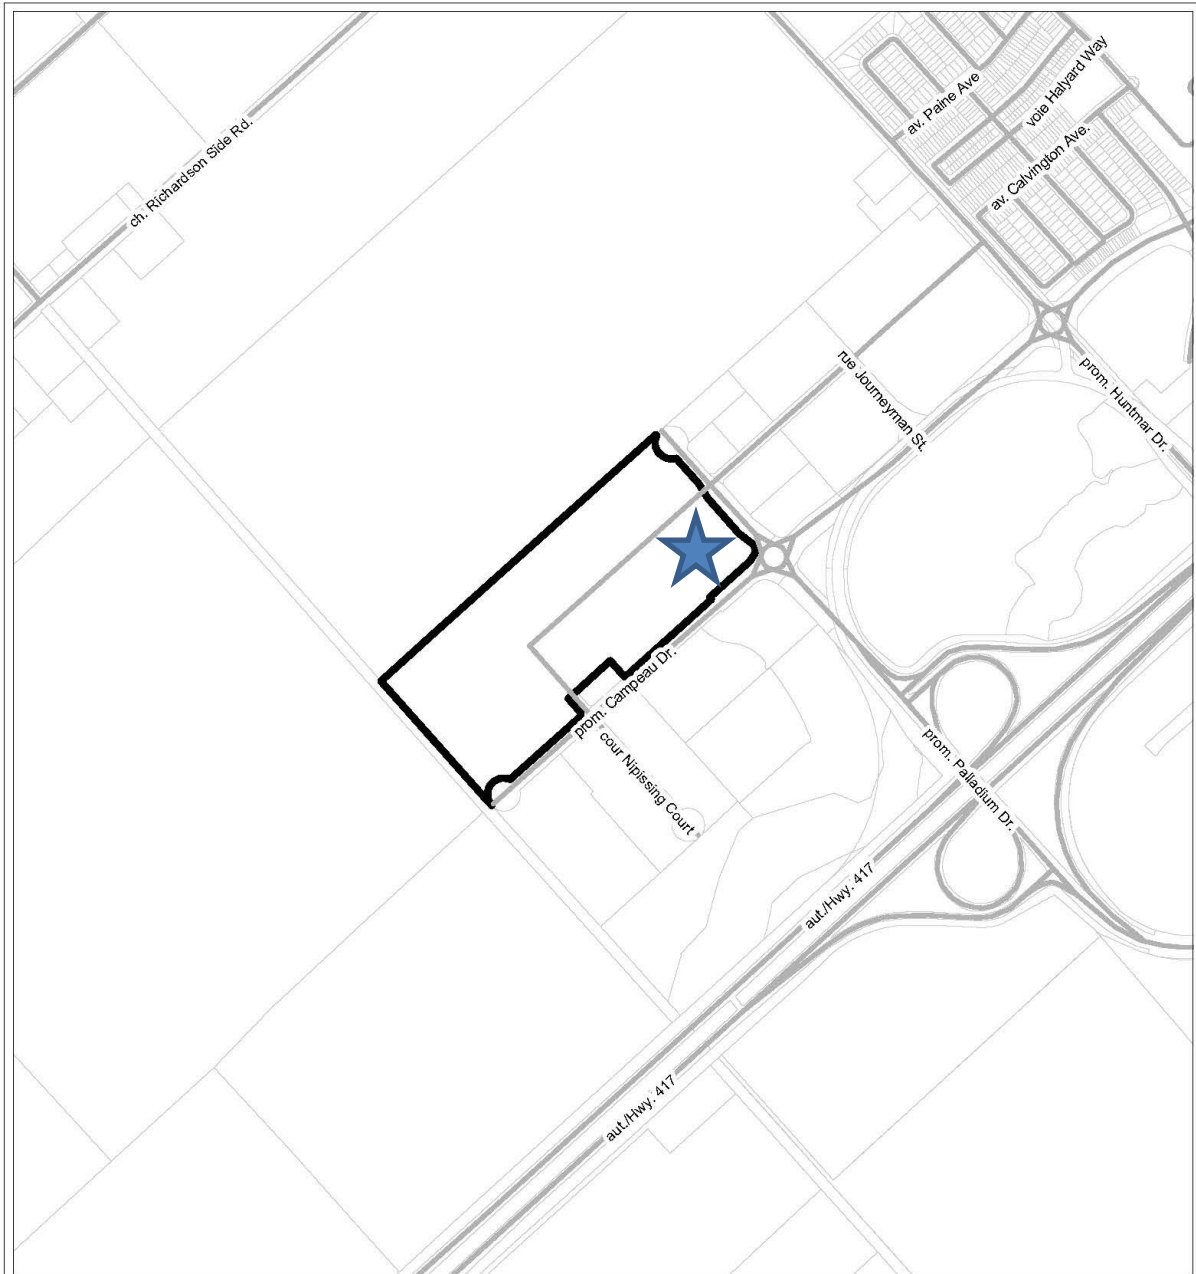 av. Paine Ave
voie Halyard Way
av. Calvington Ave.
ch. Richardson Side Rd.
rue Journeyman St.
prom. Huntmar Dr.
prom. Campeau Dr.
cour Nipissing Court
prom. Palladium Dr.
aut./Hwy. 417
aut./Hwy. 417